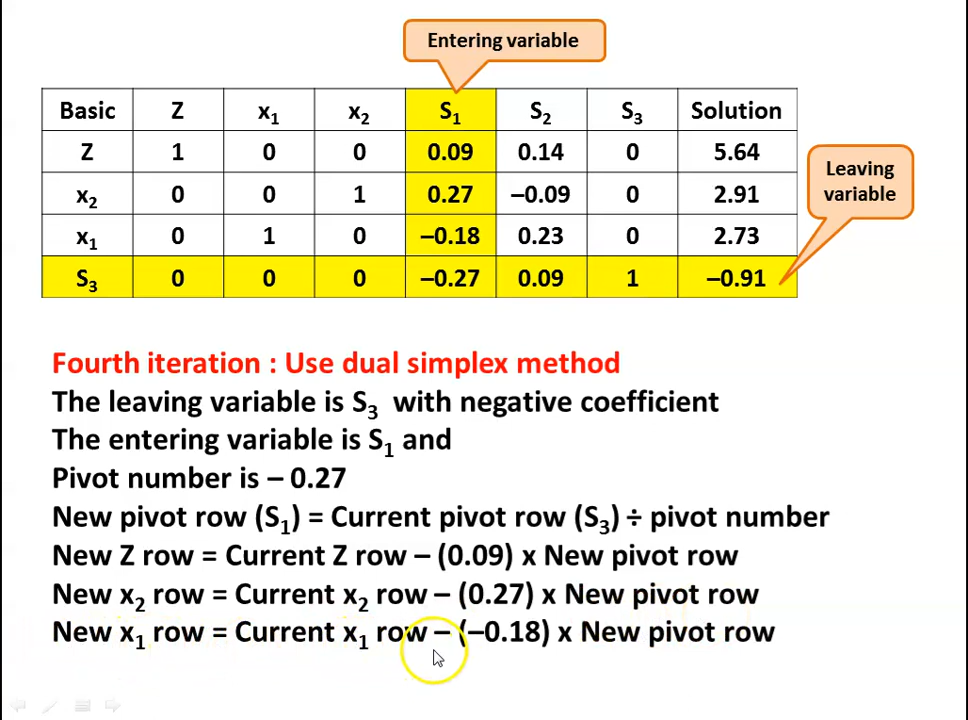 Entering variable
Basic Z x₁ x₂ S₁ S₂ S₃ Solution
Z 1 0 0 0.09 0.14 0 5.64
x₂ 0 0 1 0.27 –0.09 0 2.91
x₁ 0 1 0 –0.18 0.23 0 2.73
S₃ 0 0 0 –0.27 0.09 1 –0.91
Leaving
variable
Fourth iteration : Use dual simplex method
The leaving variable is S₃ with negative coefficient
The entering variable is S₁ and
Pivot number is – 0.27
New pivot row (S₁) = Current pivot row (S₃) ÷ pivot number
New Z row = Current Z row – (0.09) x New pivot row
New x₂ row = Current x₂ row – (0.27) x New pivot row
New x₁ row = Current x₁ row – (–0.18) x New pivot row